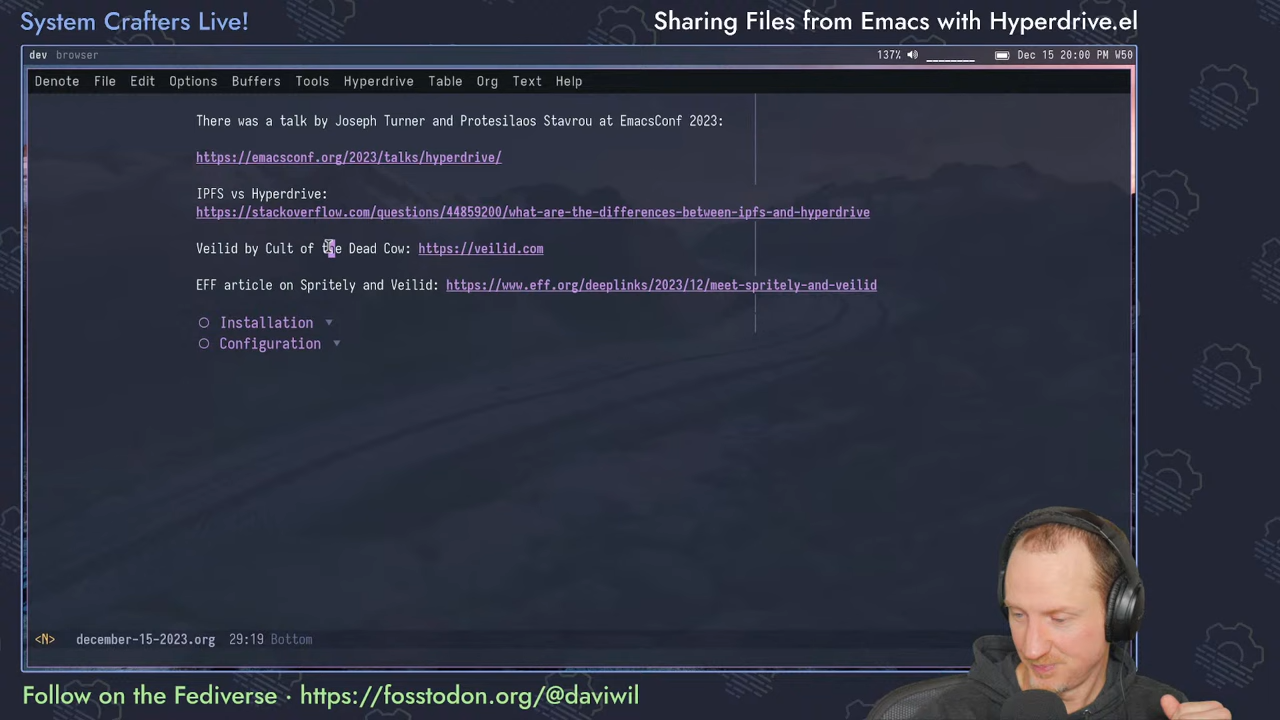 System Crafters Live!
Sharing Files from Emacs with Hyperdrive.el
dev browser
137% Dec 15 20:00 PM W50
Denote File Edit Options Buffers Tools Hyperdrive Table Org Text Help
There was a talk by Joseph Turner and Protesilaos Stavrou at EmacsConf 2023:
https://emacsconf.org/2023/talks/hyperdrive/
IPFS vs Hyperdrive:
https://stackoverflow.com/questions/44859200/what-are-the-differences-between-ipfs-and-hyperdrive
Veilid by Cult of the Dead Cow: https://veilid.com
EFF article on Spritely and Veilid: https://www.eff.org/deeplinks/2023/12/meet-spritely-and-veilid
Installation
Configuration
<N> december-15-2023.org 29:19 Bottom
Follow on the Fediverse · https://fosstodon.org/@daviwil